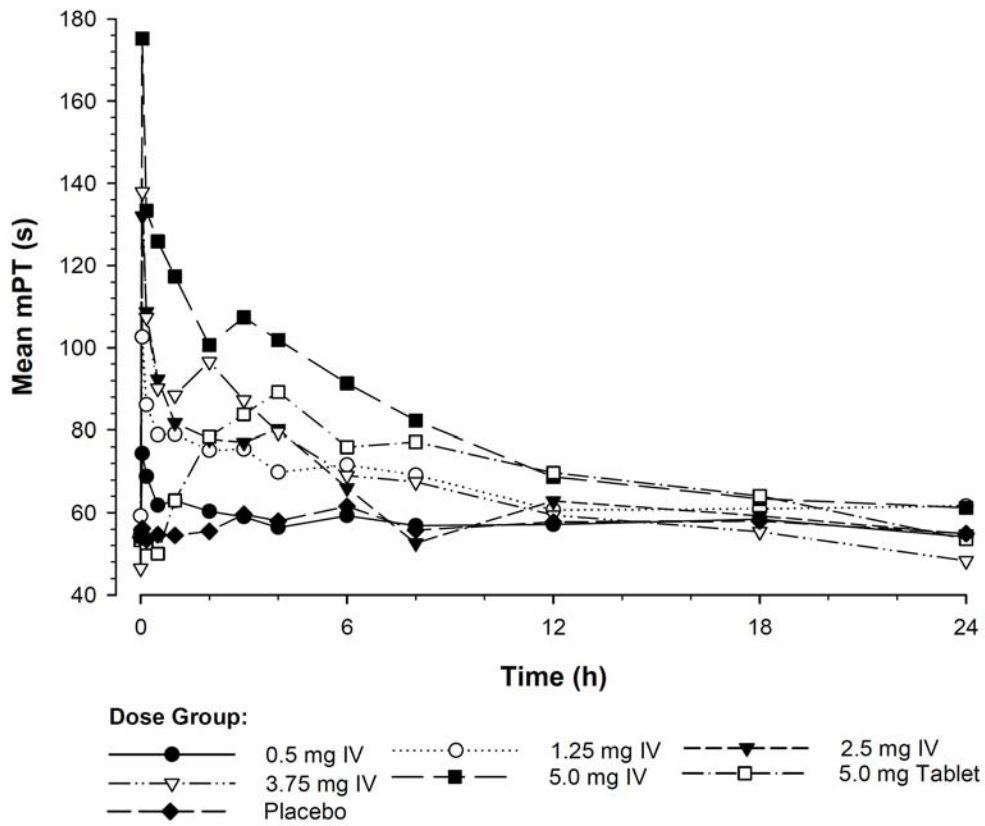 180
160
140
120
100
80
60
40
Mean mPT (s)
0 6 12 18 24
Time (h)
Dose Group:
0.5 mg IV 1.25 mg IV 2.5 mg IV
3.75 mg IV 5.0 mg IV 5.0 mg Tablet
Placebo